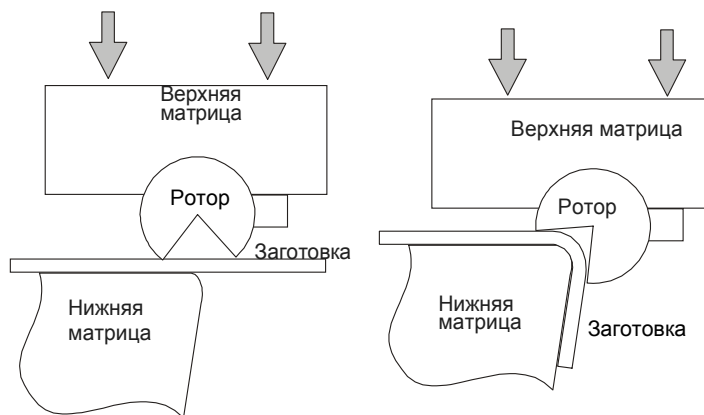 Верхняя
матрица
Ротор
Заготовка
Нижняя
матрица
Верхняя матрица
Ротор
Нижняя
матрица
Заготовка